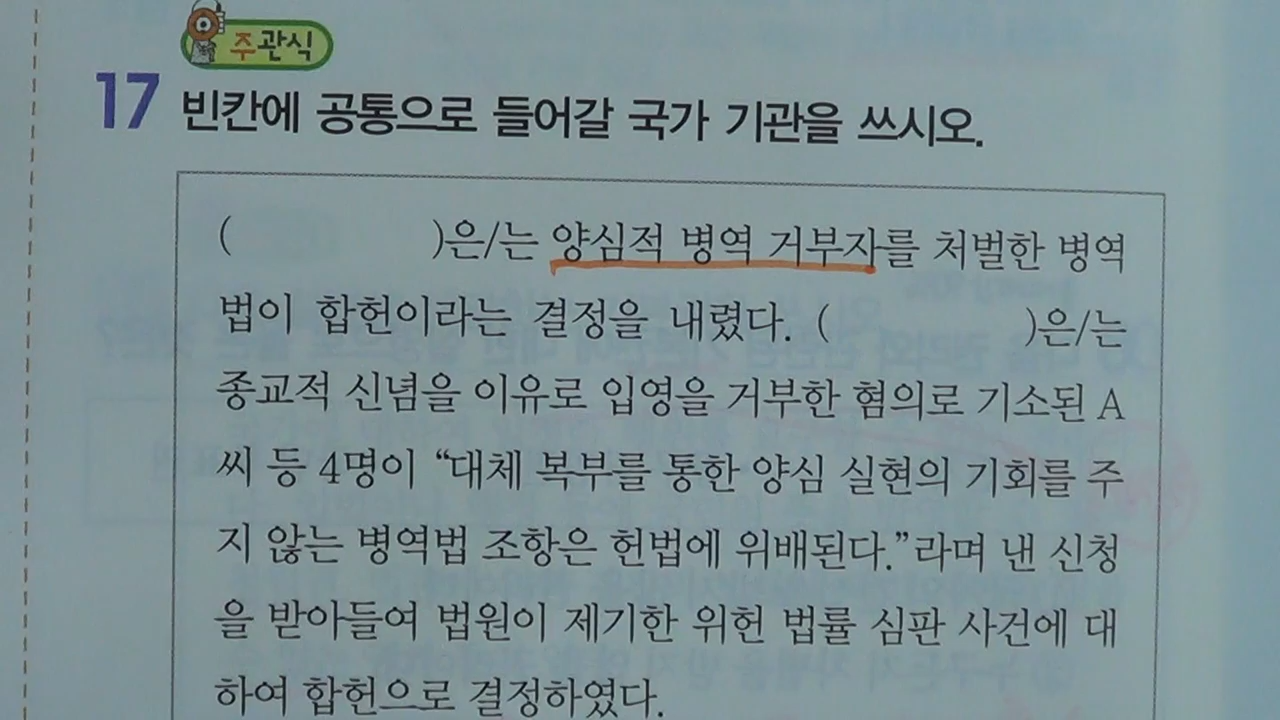 주관식
17 빈칸에 공통으로 들어갈 국가 기관을 쓰시오.
( )은/는 양심적 병역 거부자를 처벌한 병역
법이 합헌이라는 결정을 내렸다. ( )은/는
종교적 신념을 이유로 입영을 거부한 혐의로 기소된 A
씨 등 4명이 “대체 복부를 통한 양심 실현의 기회를 주
지 않는 병역법 조항은 헌법에 위배된다.”라며 낸 신청
을 받아들여 법원이 제기한 위헌 법률 심판 사건에 대
하여 합헌으로 결정하였다.